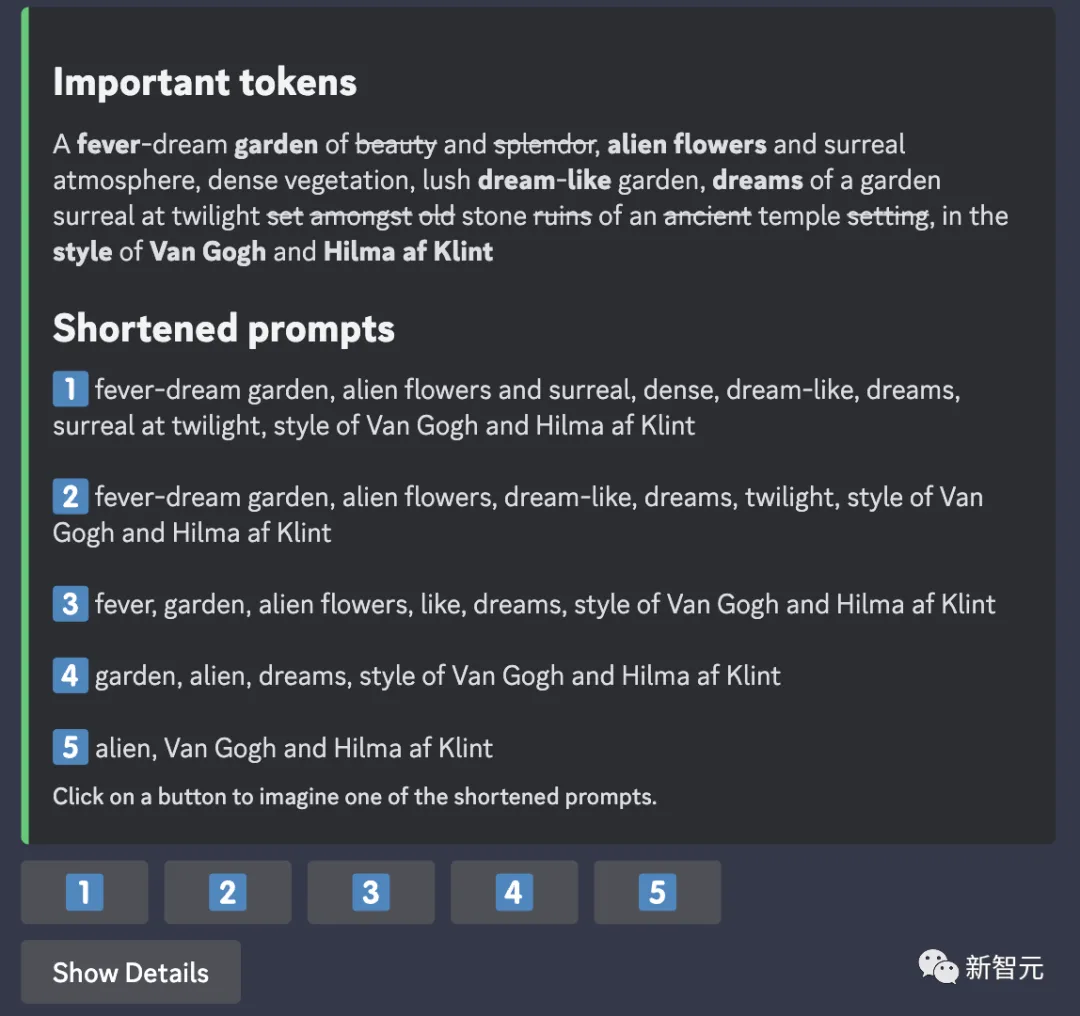 Important tokens
A fever-dream garden of beauty and splendor, alien flowers and surreal
atmosphere, dense vegetation, lush dream-like garden, dreams of a garden
surreal at twilight set amongst old stone ruins of an ancient temple setting, in the
style of Van Gogh and Hilma af Klint
Shortened prompts
1 fever-dream garden, alien flowers and surreal, dense, dream-like, dreams,
surreal at twilight, style of Van Gogh and Hilma af Klint
2 fever-dream garden, alien flowers, dream-like, dreams, twilight, style of Van
Gogh and Hilma af Klint
3 fever, garden, alien flowers, like, dreams, style of Van Gogh and Hilma af Klint
4 garden, alien, dreams, style of Van Gogh and Hilma af Klint
5 alien, Van Gogh and Hilma af Klint
Click on a button to imagine one of the shortened prompts.
1 2 3 4 5
Show Details
新智元